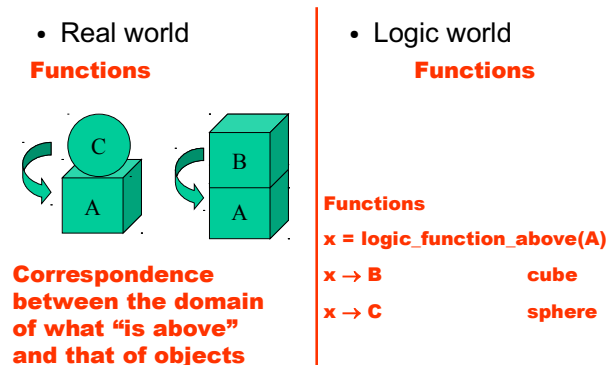 • Real world
Functions
C
A
B
A
Correspondence
between the domain
of what “is above”
and that of objects
• Logic world
Functions
Functions
x = logic_function_above(A)
x → B cube
x → C sphere